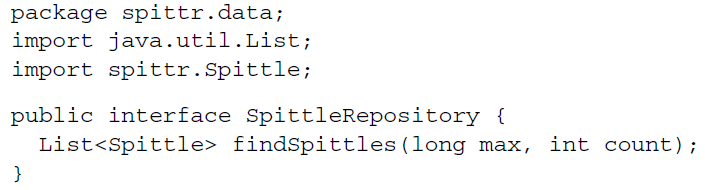 package spittr.data;
import java.util.List;
import spittr.Spittle;
public interface SpittleRepository {
  List<Spittle> findSpittles(long max, int count);
}